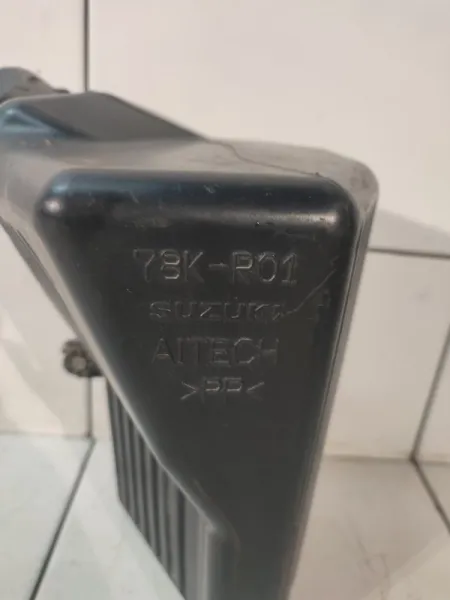 78K-R01
SUZUKI
AITECH
>PP<